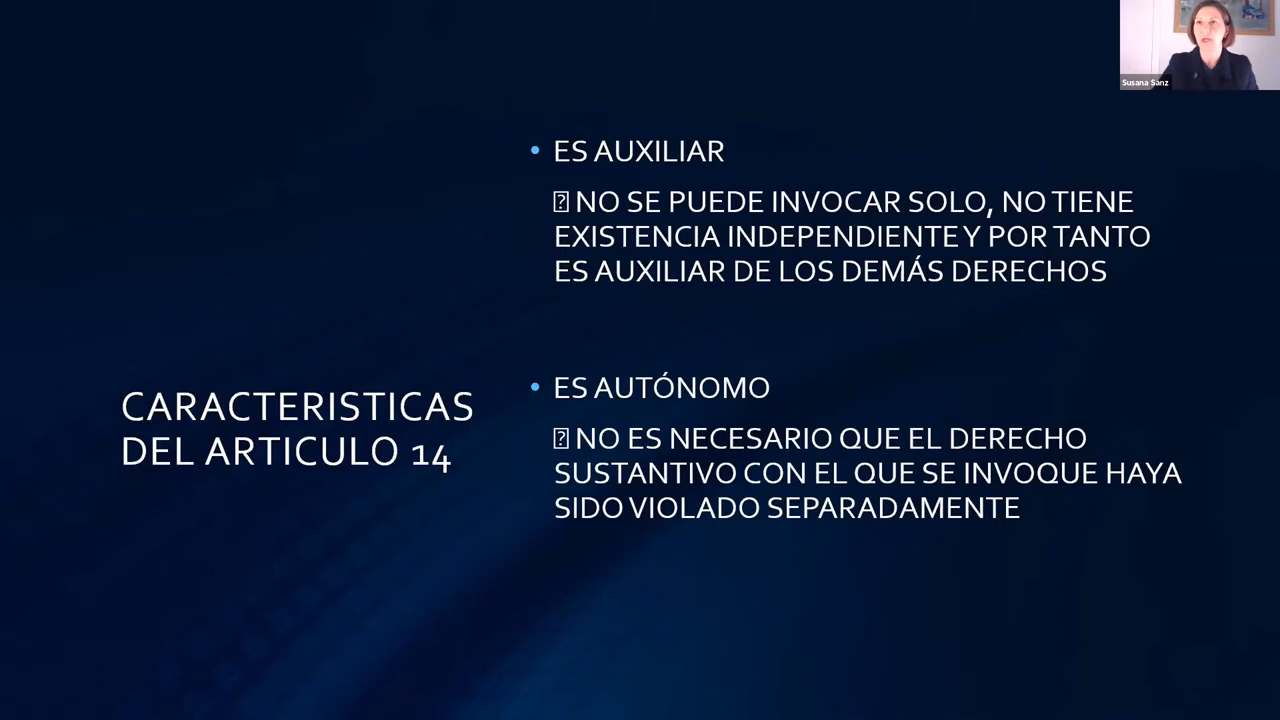 Susana Sanz
• ES AUXILIAR
NO SE PUEDE INVOCAR SOLO, NO TIENE
EXISTENCIA INDEPENDIENTE Y POR TANTO
ES AUXILIAR DE LOS DEMÁS DERECHOS
CARACTERISTICAS
DEL ARTICULO 14
• ES AUTÓNOMO
NO ES NECESARIO QUE EL DERECHO
SUSTANTIVO CON EL QUE SE INVOQUE HAYA
SIDO VIOLADO SEPARADAMENTE